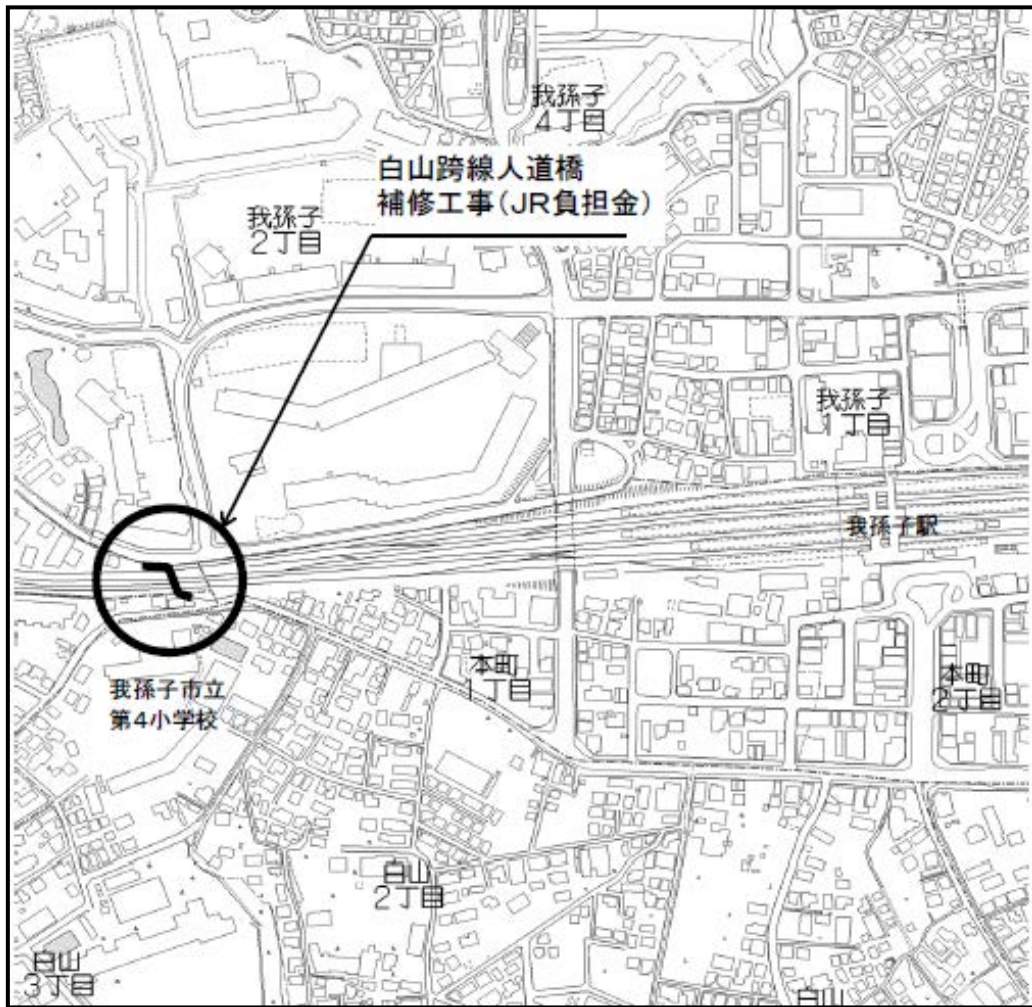 我孫子
4丁目
白山跨線人道橋
補修工事(JR負担金)
我孫子
2丁目
我孫子
1丁目
我孫子駅
我孫子市立
第4小学校
本町
1丁目
本町
2丁目
白山
2丁目
白山
3丁目
白山